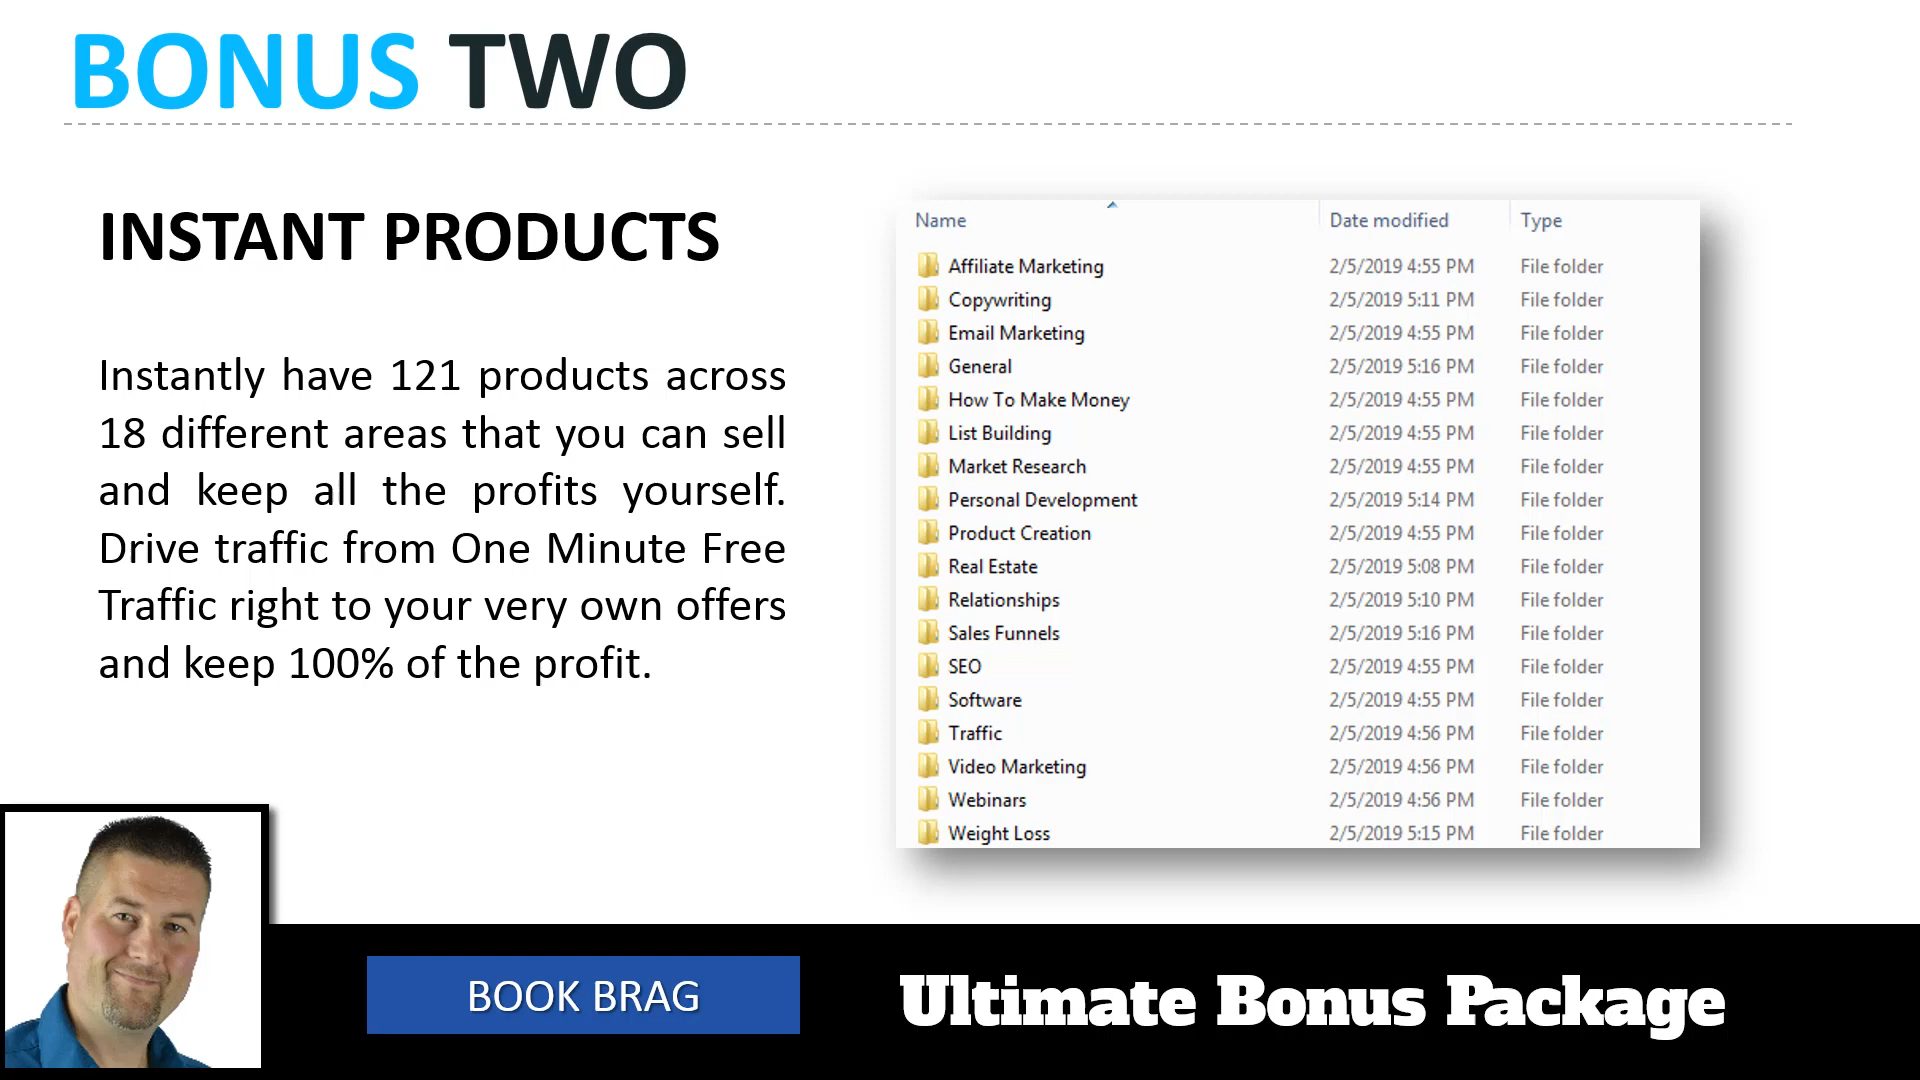 BONUS TWO
INSTANT PRODUCTS
Instantly have 121 products across
18 different areas that you can sell
and keep all the profits yourself.
Drive traffic from One Minute Free
Traffic right to your very own offers
and keep 100% of the profit.
Name Date modified Type
Affiliate Marketing 2/5/2019 4:55 PM File folder
Copywriting 2/5/2019 5:11 PM File folder
Email Marketing 2/5/2019 4:55 PM File folder
General 2/5/2019 5:16 PM File folder
How To Make Money 2/5/2019 4:55 PM File folder
List Building 2/5/2019 4:55 PM File folder
Market Research 2/5/2019 4:55 PM File folder
Personal Development 2/5/2019 5:14 PM File folder
Product Creation 2/5/2019 4:55 PM File folder
Real Estate 2/5/2019 5:08 PM File folder
Relationships 2/5/2019 5:10 PM File folder
Sales Funnels 2/5/2019 5:16 PM File folder
SEO 2/5/2019 4:55 PM File folder
Software 2/5/2019 4:55 PM File folder
Traffic 2/5/2019 4:56 PM File folder
Video Marketing 2/5/2019 4:56 PM File folder
Webinars 2/5/2019 4:56 PM File folder
Weight Loss 2/5/2019 5:15 PM File folder
BOOK BRAG
Ultimate Bonus Package